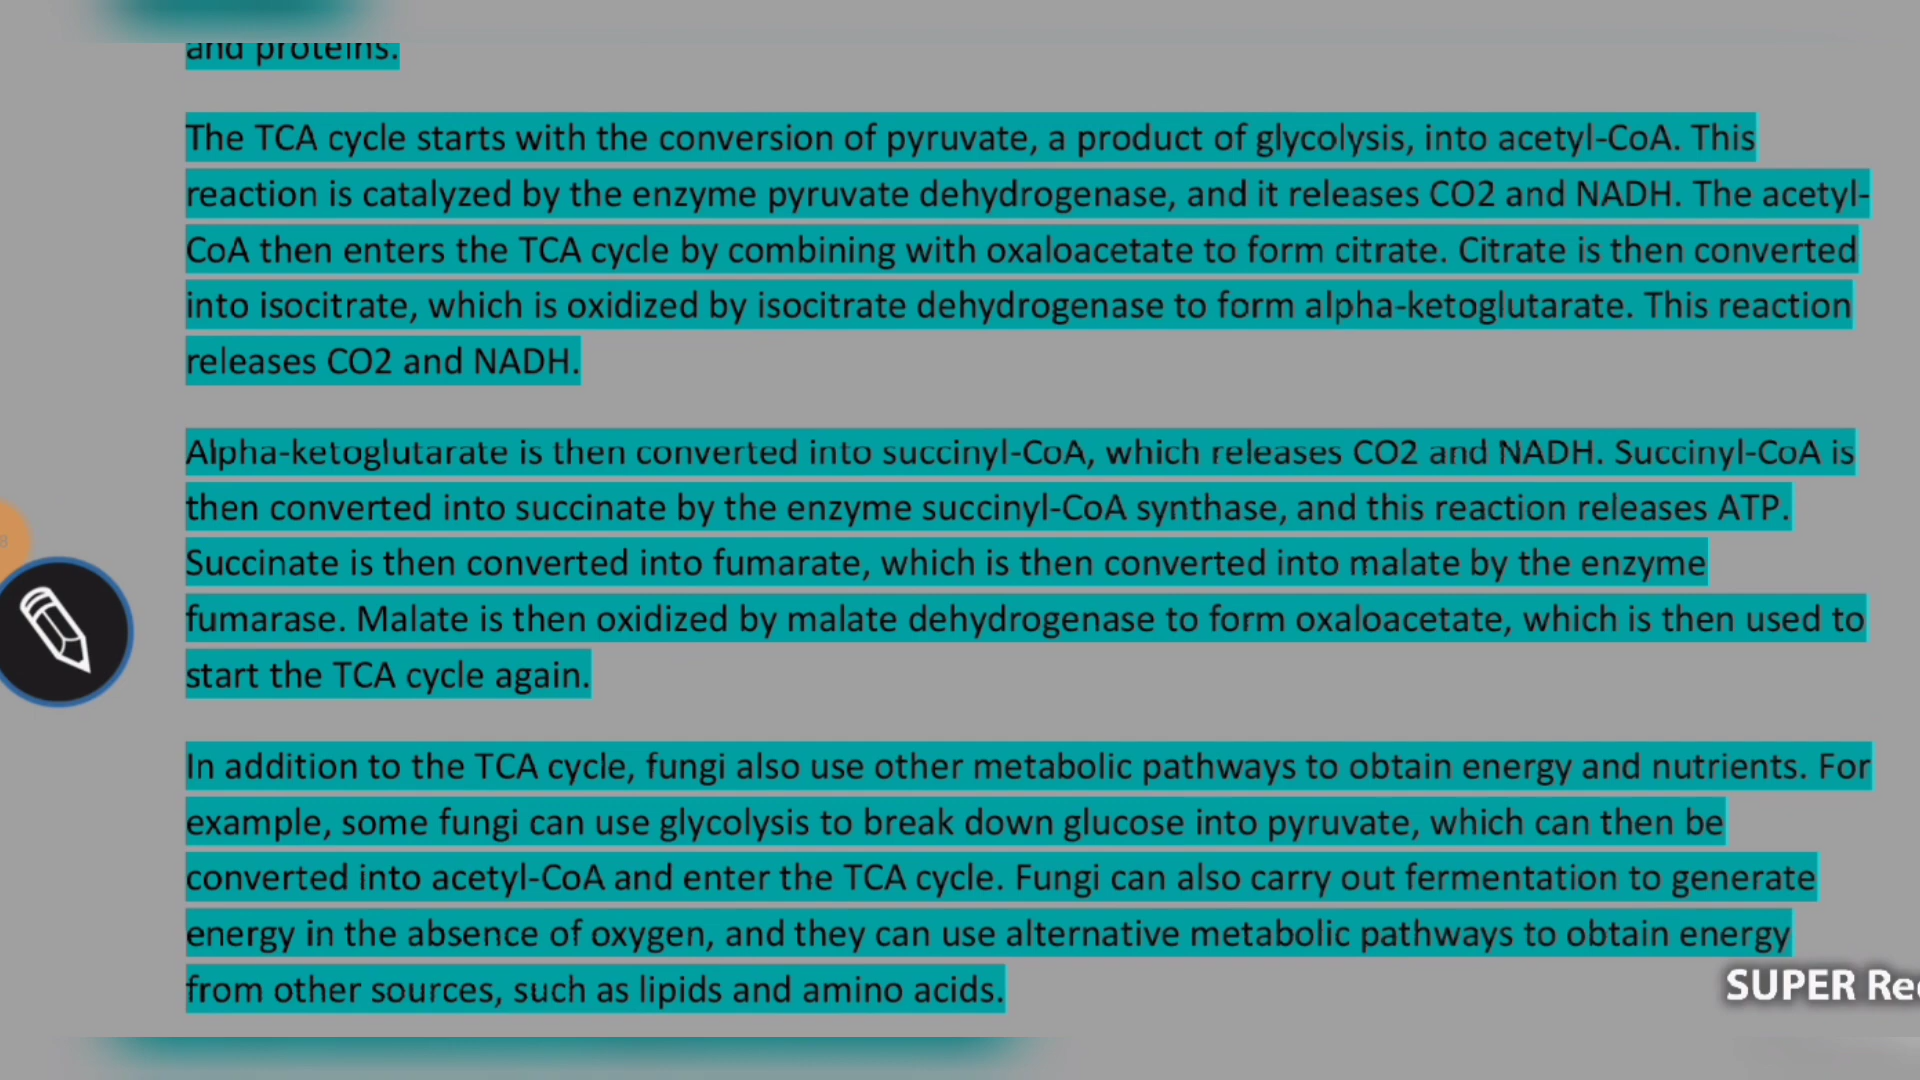 and proteins.
The TCA cycle starts with the conversion of pyruvate, a product of glycolysis, into acetyl-CoA. This
reaction is catalyzed by the enzyme pyruvate dehydrogenase, and it releases CO2 and NADH. The acetyl-
CoA then enters the TCA cycle by combining with oxaloacetate to form citrate. Citrate is then converted
into isocitrate, which is oxidized by isocitrate dehydrogenase to form alpha-ketoglutarate. This reaction
releases CO2 and NADH.
Alpha-ketoglutarate is then converted into succinyl-CoA, which releases CO2 and NADH. Succinyl-CoA is
then converted into succinate by the enzyme succinyl-CoA synthase, and this reaction releases ATP.
Succinate is then converted into fumarate, which is then converted into malate by the enzyme
fumarase. Malate is then oxidized by malate dehydrogenase to form oxaloacetate, which is then used to
start the TCA cycle again.
In addition to the TCA cycle, fungi also use other metabolic pathways to obtain energy and nutrients. For
example, some fungi can use glycolysis to break down glucose into pyruvate, which can then be
converted into acetyl-CoA and enter the TCA cycle. Fungi can also carry out fermentation to generate
energy in the absence of oxygen, and they can use alternative metabolic pathways to obtain energy
from other sources, such as lipids and amino acids.
SUPER